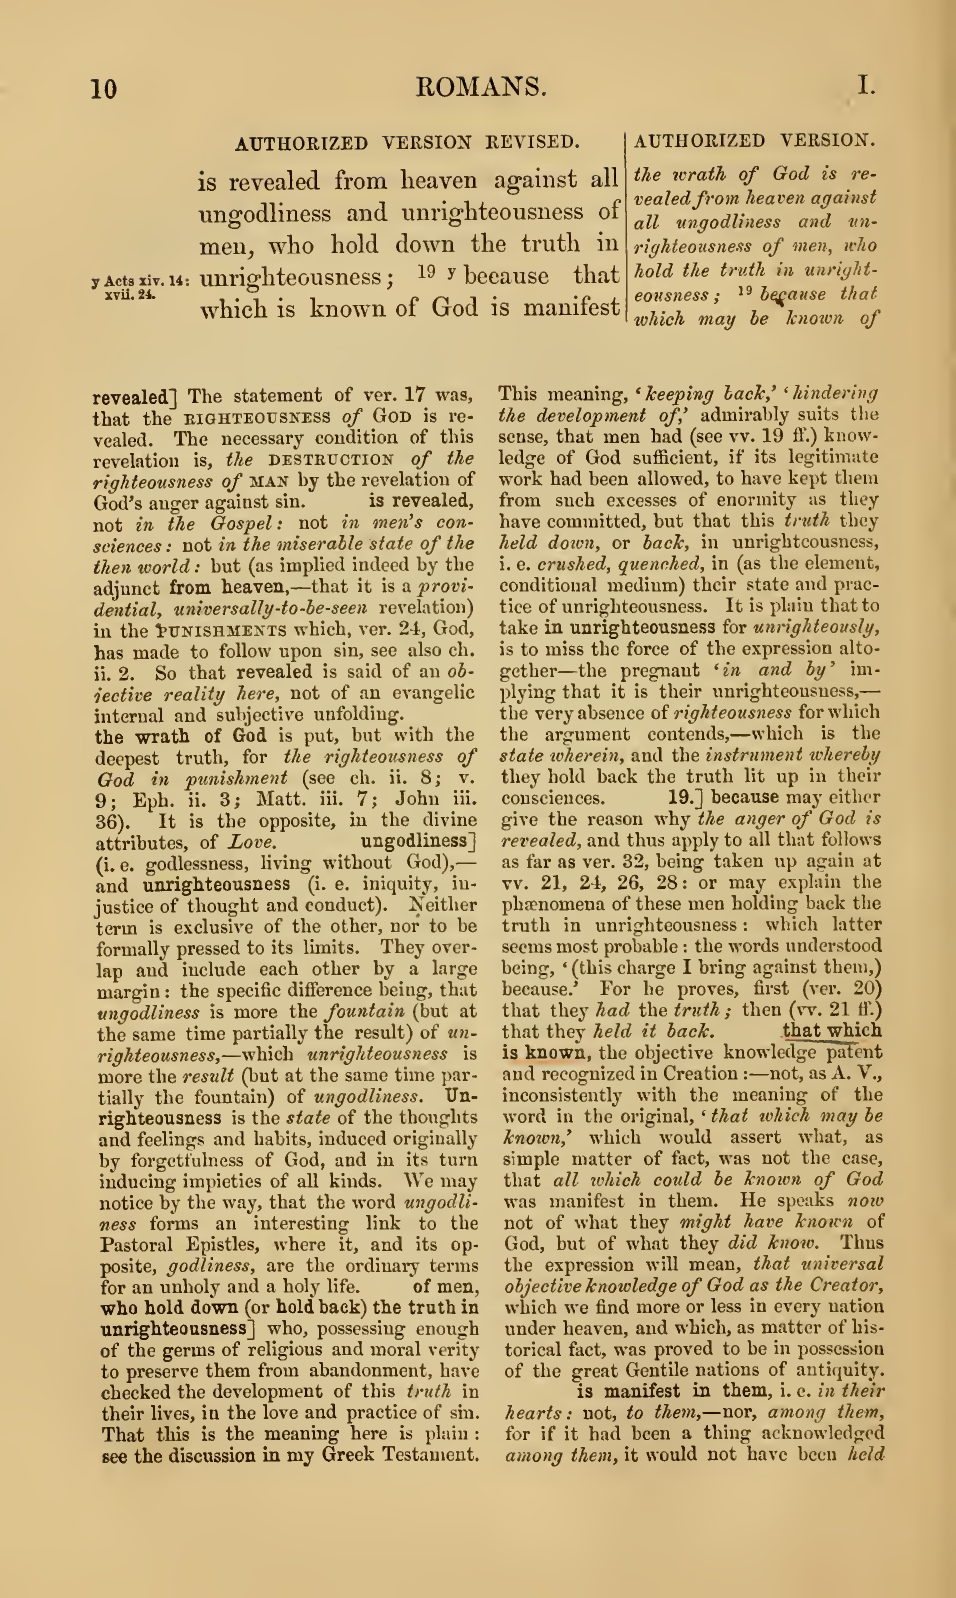 10
ROMANS.
I.
AUTHORIZED VERSION REVISED.
is revealed from heaven against all
ungodliness and unrighteousness of
men, who hold down the truth in
y Acts xiv. 14:
xvii. 24.
unrighteousness; 19 y because that
which is known of God is manifest
AUTHORIZED VERSION.
the wrath of God is re-
vealed from heaven against
all ungodliness and un-
righteousness of men, who
hold the truth in unright-
eousness; 19 because that
which may be known of
revealed] The statement of ver. 17 was,
that the RIGHTEOUSNESS of GOD is re-
vealed. The necessary condition of this
revelation is, the DESTRUCTION of the
righteousness of MAN by the revelation of
God's anger against sin. is revealed,
not in the Gospel: not in men's con-
sciences: not in the miserable state of the
then world: but (as implied indeed by the
adjunct from heaven,—that it is a provi-
dential, universally-to-be-seen revelation)
in the PUNISHMENTS which, ver. 24, God,
has made to follow upon sin, see also ch.
ii. 2. So that revealed is said of an ob-
jective reality here, not of an evangelic
internal and subjective unfolding.
the wrath of God is put, but with the
deepest truth, for the righteousness of
God in punishment (see ch. ii. 8; v.
9; Eph. ii. 3; Matt. iii. 7; John iii.
36). It is the opposite, in the divine
attributes, of Love. ungodliness]
(i. e. godlessness, living without God),—
and unrighteousness (i. e. iniquity, in-
justice of thought and conduct). Neither
term is exclusive of the other, nor to be
formally pressed to its limits. They over-
lap and include each other by a large
margin: the specific difference being, that
ungodliness is more the fountain (but at
the same time partially the result) of un-
righteousness,—which unrighteousness is
more the result (but at the same time par-
tially the fountain) of ungodliness. Un-
righteousness is the state of the thoughts
and feelings and habits, induced originally
by forgetfulness of God, and in its turn
inducing impieties of all kinds. We may
notice by the way, that the word ungodli-
ness forms an interesting link to the
Pastoral Epistles, where it, and its op-
posite, godliness, are the ordinary terms
for an unholy and a holy life. of men,
who hold down (or hold back) the truth in
unrighteousness] who, possessing enough
of the germs of religious and moral verity
to preserve them from abandonment, have
checked the development of this truth in
their lives, in the love and practice of sin.
That this is the meaning here is plain:
see the discussion in my Greek Testament.
This meaning, 'keeping back,' 'hindering
the development of,' admirably suits the
sense, that men had (see vv. 19 ff.) know-
ledge of God sufficient, if its legitimate
work had been allowed, to have kept them
from such excesses of enormity as they
have committed, but that this truth they
held down, or back, in unrighteousness,
i. e. crushed, quenched, in (as the element,
conditional medium) their state and prac-
tice of unrighteousness. It is plain that to
take in unrighteousness for unrighteously,
is to miss the force of the expression alto-
gether—the pregnant 'in and by' im-
plying that it is their unrighteousness,—
the very absence of righteousness for which
the argument contends,—which is the
state wherein, and the instrument whereby
they hold back the truth lit up in their
consciences. 19.] because may either
give the reason why the anger of God is
revealed, and thus apply to all that follows
as far as ver. 32, being taken up again at
vv. 21, 24, 26, 28: or may explain the
phænomena of these men holding back the
truth in unrighteousness: which latter
seems most probable: the words understood
being, '(this charge I bring against them,)
because.' For he proves, first (ver. 20)
that they had the truth; then (vv. 21 ff.)
that they held it back. that which
is known, the objective knowledge patent
and recognized in Creation:—not, as A. V.,
inconsistently with the meaning of the
word in the original, 'that which may be
known,' which would assert what, as
simple matter of fact, was not the case,
that all which could be known of God
was manifest in them. He speaks now
not of what they might have known of
God, but of what they did know. Thus
the expression will mean, that universal
objective knowledge of God as the Creator,
which we find more or less in every nation
under heaven, and which, as matter of his-
torical fact, was proved to be in possession
of the great Gentile nations of antiquity.
is manifest in them, i. e. in their
hearts: not, to them,—nor, among them,
for if it had been a thing acknowledged
among them, it would not have been held